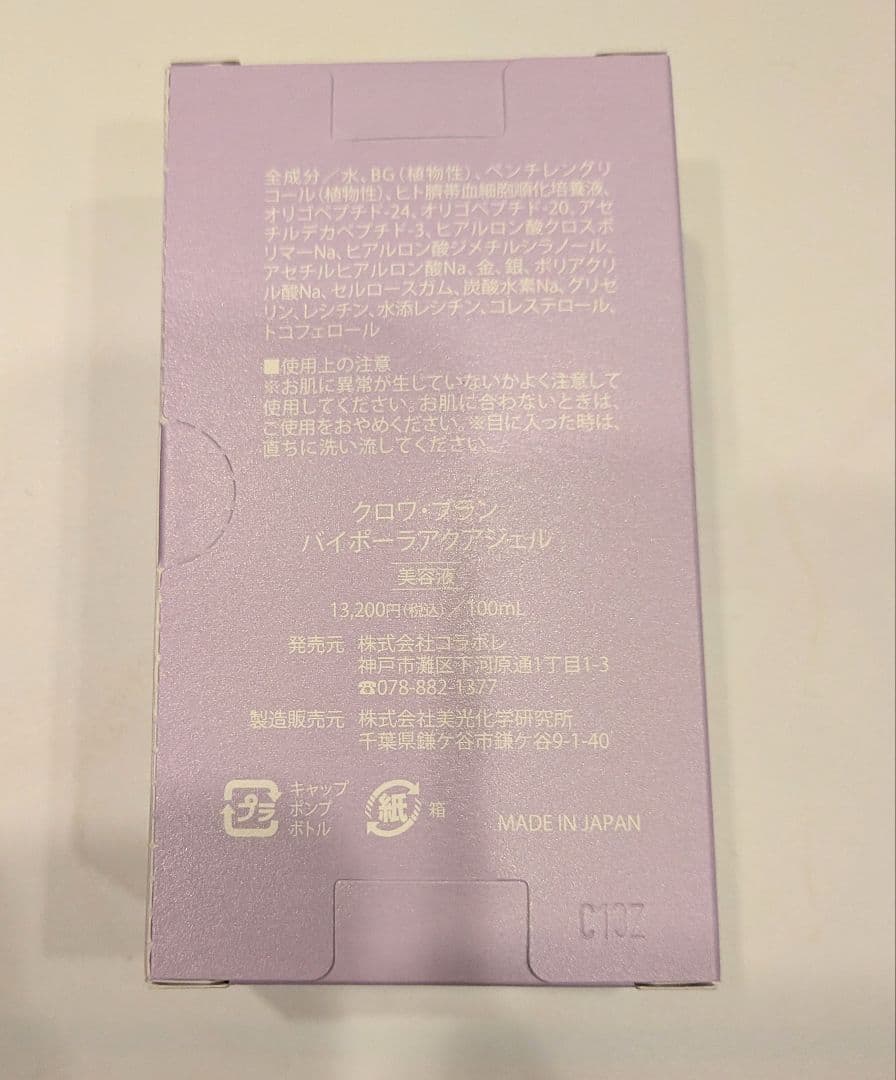 全成分／水、BG（植物性）、ペンチレングリ
コール（植物性）、ヒト臍帯血細胞順化培養液、
オリゴペプチド-24、オリゴペプチド-20、アセ
チルデカペプチド-3、ヒアルロン酸クロスポ
リマーNa、ヒアルロン酸ジメチルシラノール、
アセチルヒアルロン酸Na、金、銀、ポリアクリ
ル酸Na、セルロースガム、炭酸水素Na、グリセ
リン、レシチン、水添レシチン、コレステロール、
トコフェロール
■使用上の注意
※お肌に異常が生じていないかよく注意して
使用してください。お肌に合わないときは、
ご使用をおやめください。※目に入った時は、
直ちに洗い流してください。
クロワ・ブラン
バイポーラアクアジェル
美容液
13,200円（税込）／100mL
発売元 株式会社コラボレ
神戸市灘区下河原通1丁目1-3
☎078-882-1377
製造販売元 株式会社美光化学研究所
千葉県鎌ケ谷市鎌ケ谷9-1-40
プラ キャップ
ポンプ
ボトル
紙 箱
MADE IN JAPAN
C10Z